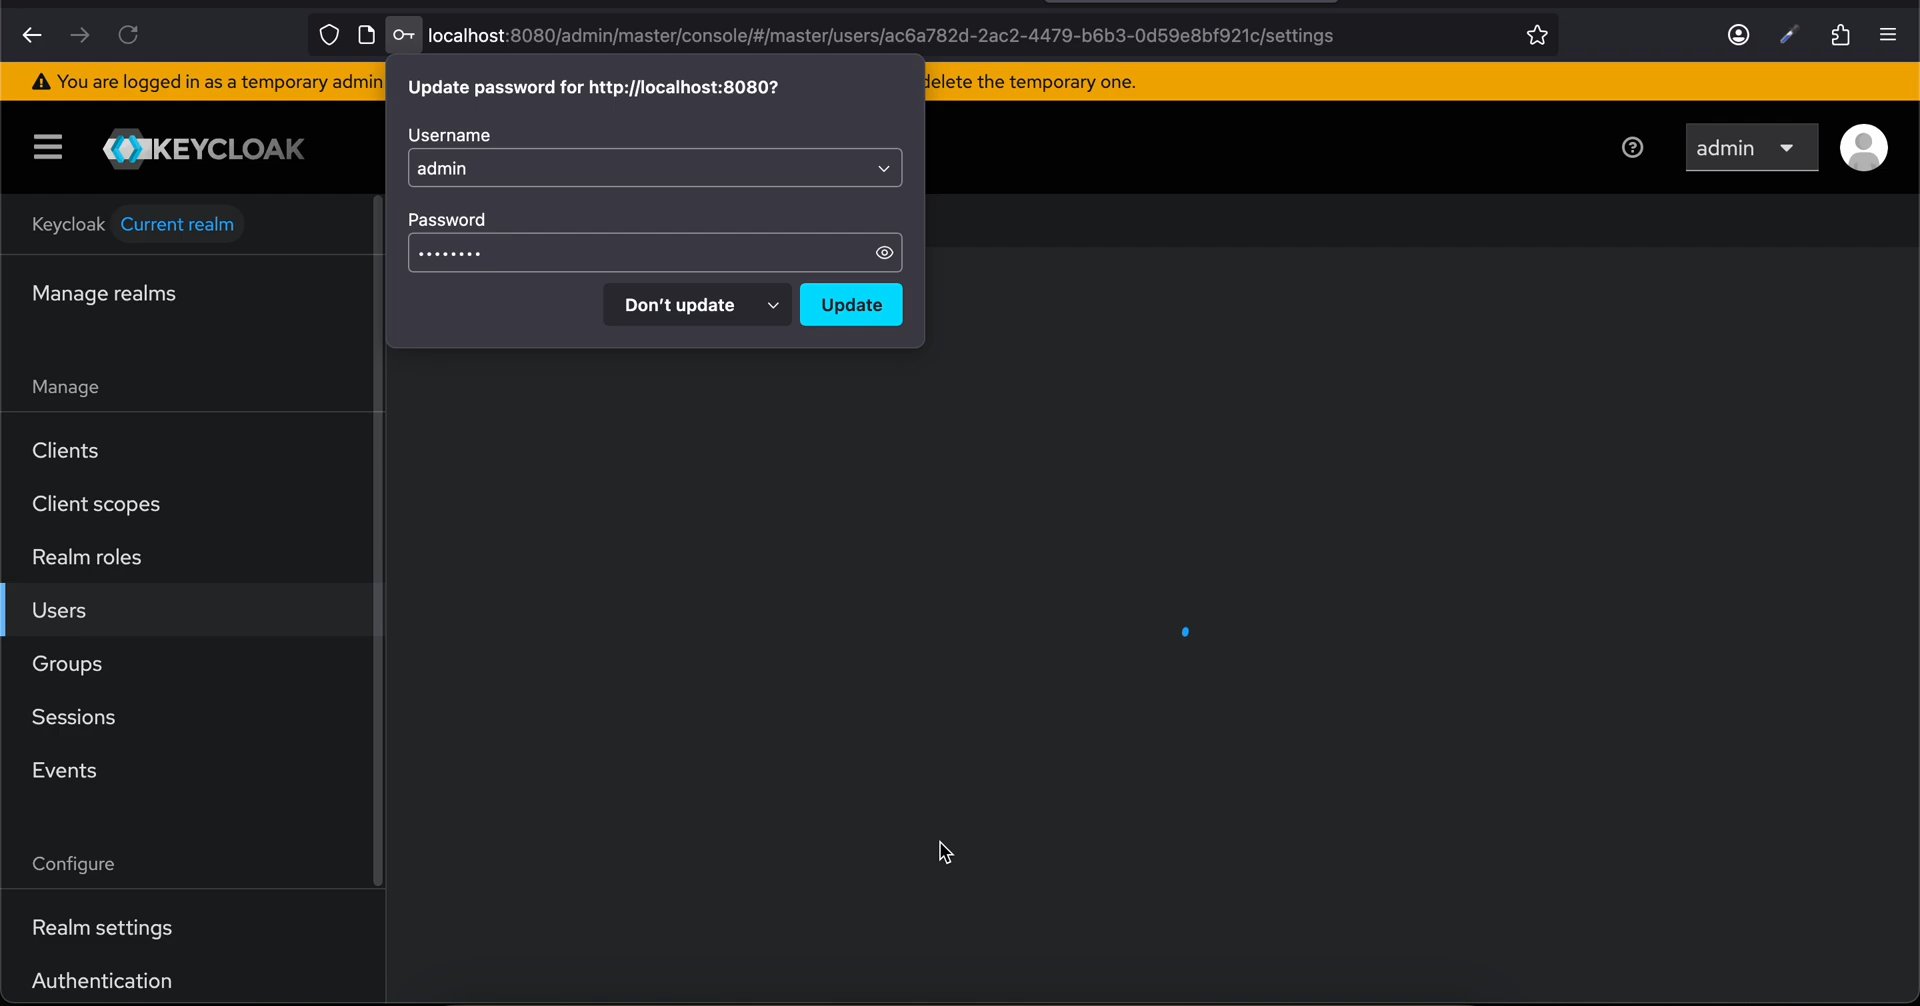 localhost:8080/admin/master/console/#/master/users/ac6a782d-2ac2-4479-b6b3-0d59e8bf921c/settings
You are logged in as a temporary admin
delete the temporary one.
Update password for http://localhost:8080?
Username
admin
Password
••••••••
Don't update
Update
KEYCLOAK
admin
Keycloak Current realm
Manage realms
Manage
Clients
Client scopes
Realm roles
Users
Groups
Sessions
Events
Configure
Realm settings
Authentication